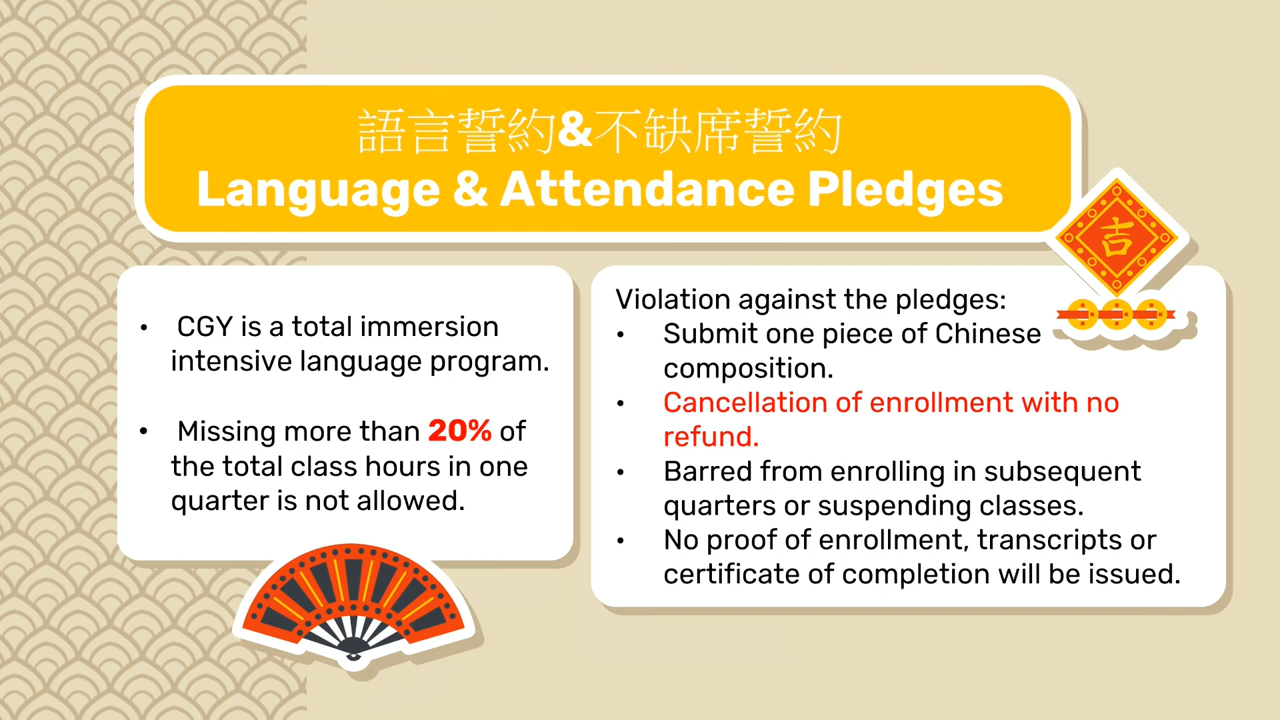 語言誓約&不缺席誓約
Language & Attendance Pledges
吉
• CGY is a total immersion
intensive language program.
• Missing more than 20% of
the total class hours in one
quarter is not allowed.
Violation against the pledges:
• Submit one piece of Chinese
composition.
• Cancellation of enrollment with no
refund.
• Barred from enrolling in subsequent
quarters or suspending classes.
• No proof of enrollment, transcripts or
certificate of completion will be issued.